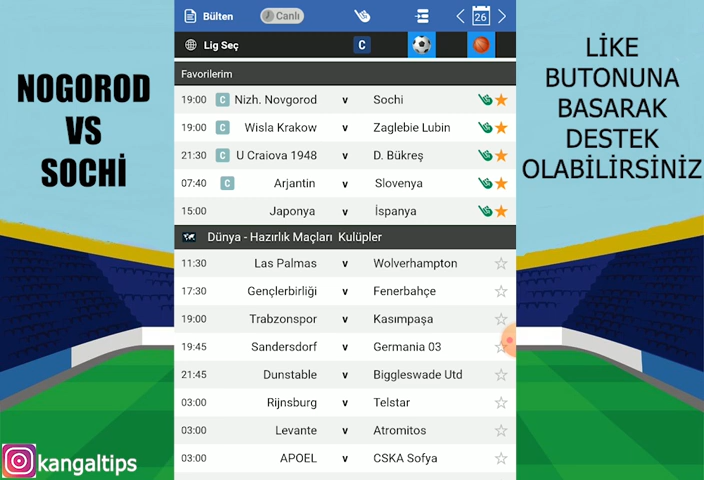 NOGOROD
VS
SOCHİ
Bülten
Canlı
26
Lig Seç
C
Favorilerim
19:00 C Nizh. Novgorod v Sochi
19:00 C Wisla Krakow v Zaglebie Lubin
21:30 C U Craiova 1948 v D. Bükreş
07:40 C Arjantin v Slovenya
15:00 Japonya v İspanya
Dünya - Hazırlık Maçları Kulüpler
11:30 Las Palmas v Wolverhampton
17:30 Gençlerbirliği v Fenerbahçe
19:00 Trabzonspor v Kasımpaşa
19:45 Sandersdorf v Germania 03
21:45 Dunstable v Biggleswade Utd
03:00 Rijnsburg v Telstar
03:00 Levante v Atromitos
03:00 APOEL v CSKA Sofya
LİKE
BUTONUNA
BASARAK
DESTEK
OLABİLİRSİNİZ
kangaltips